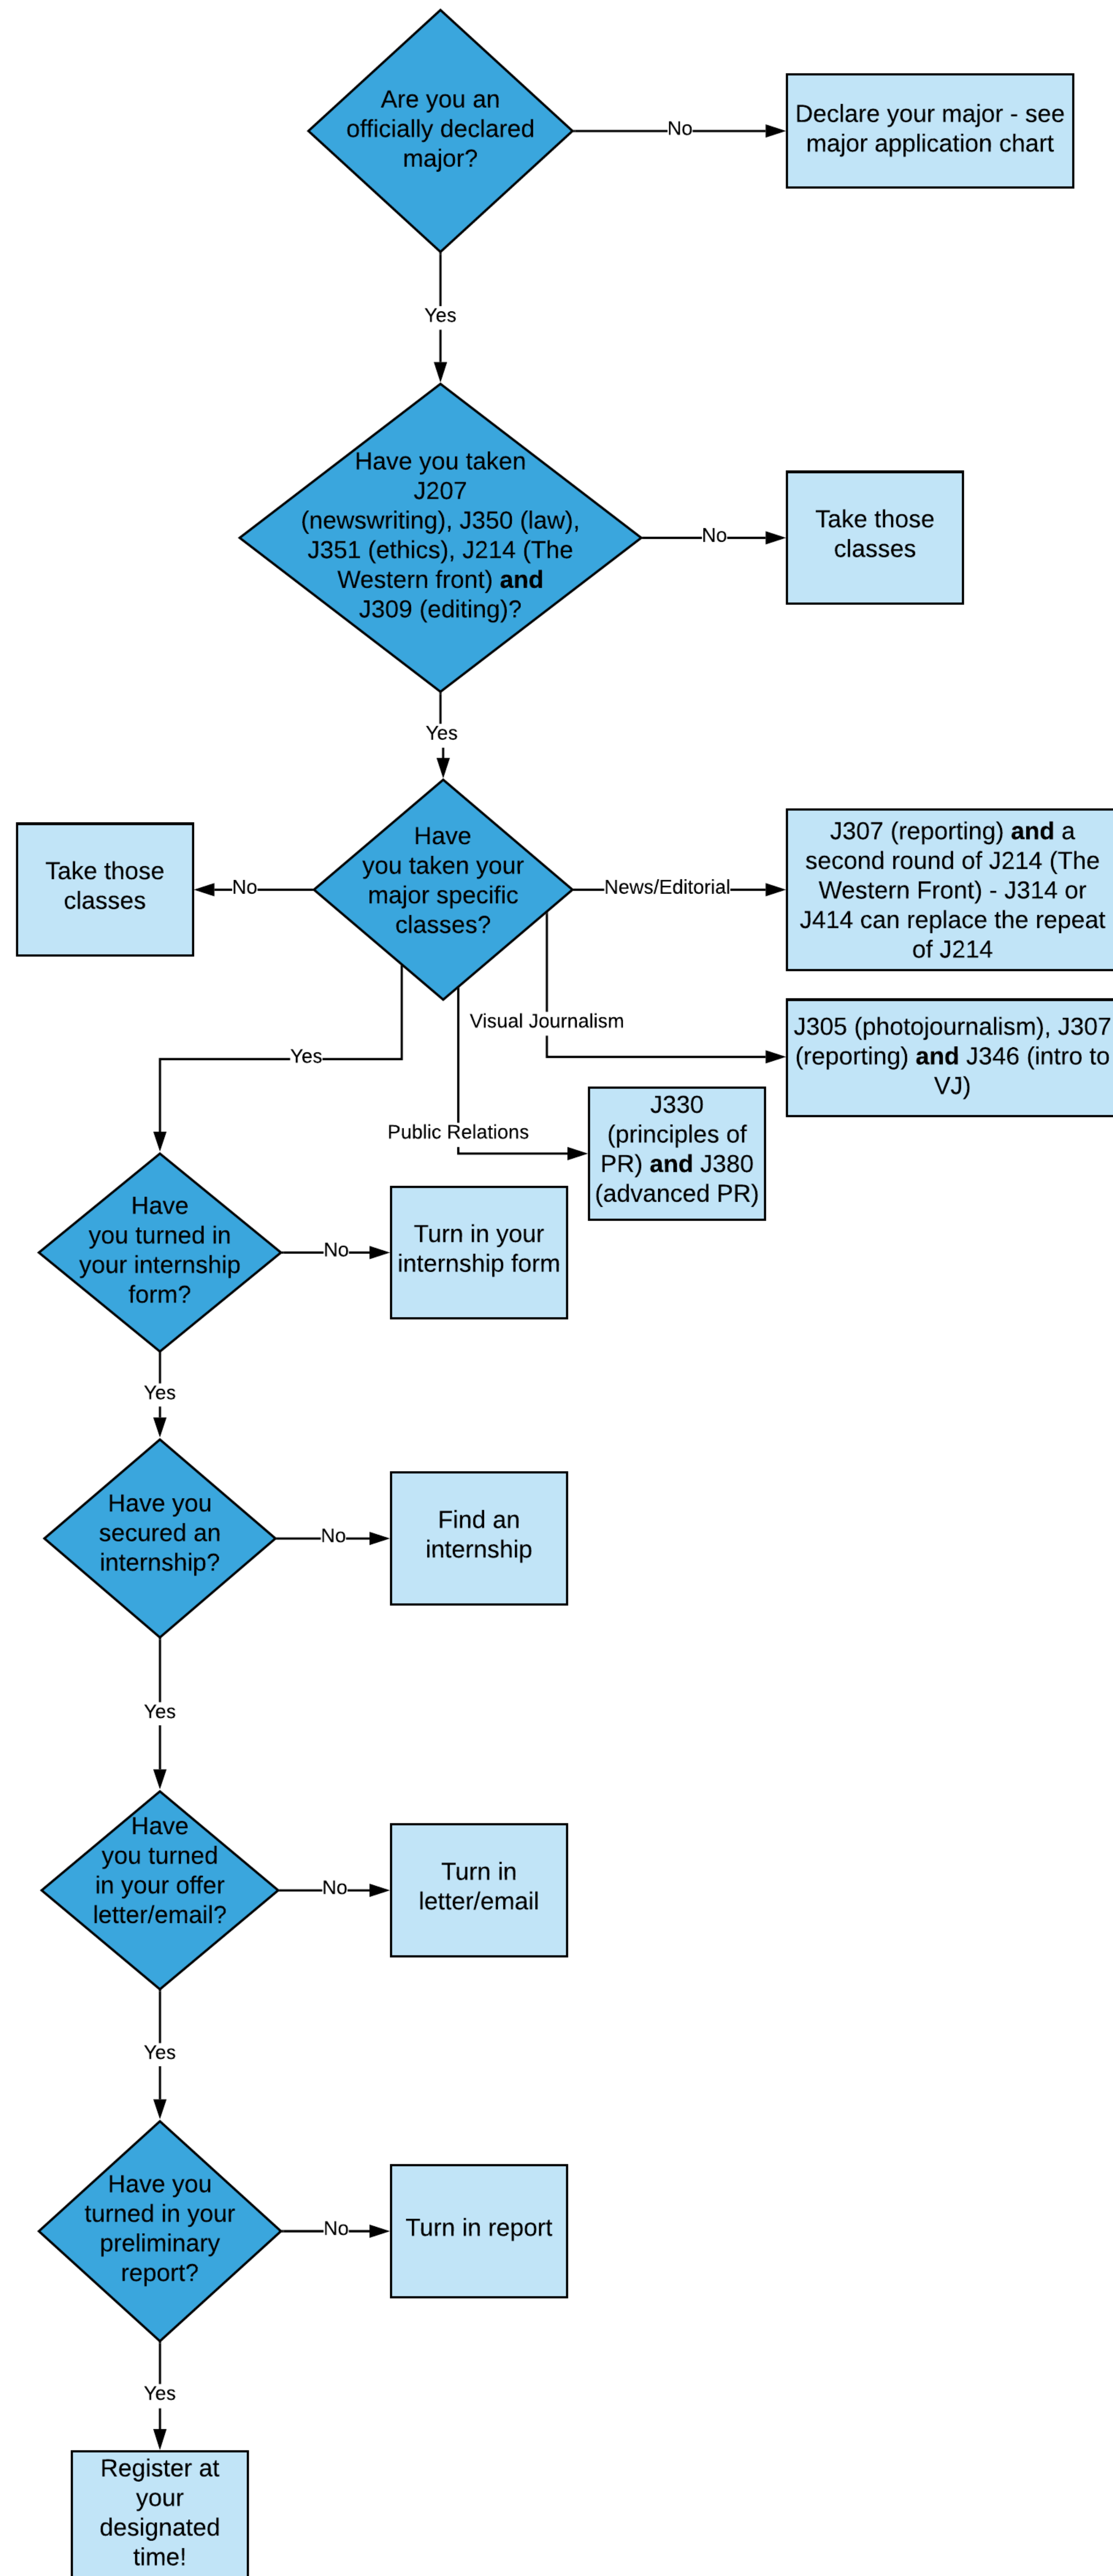 Are you an
officially declared
major?
No
Declare your major - see
major application chart
Yes
Have you taken
J207
(newswriting), J350 (law),
J351 (ethics), J214 (The
Western front) and
J309 (editing)?
No
Take those
classes
Yes
Have
you taken your
major specific
classes?
No
Take those
classes
News/Editorial
J307 (reporting) and a
second round of J214 (The
Western Front) - J314 or
J414 can replace the repeat
of J214
Visual Journalism
J305 (photojournalism), J307
(reporting) and J346 (intro to
VJ)
Public Relations
J330
(principles of
PR) and J380
(advanced PR)
Yes
Have
you turned in
your internship
form?
No
Turn in your
internship form
Yes
Have you
secured an
internship?
No
Find an
internship
Yes
Have
you turned
in your offer
letter/email?
No
Turn in
letter/email
Yes
Have you
turned in your
preliminary
report?
No
Turn in report
Yes
Register at
your
designated
time!